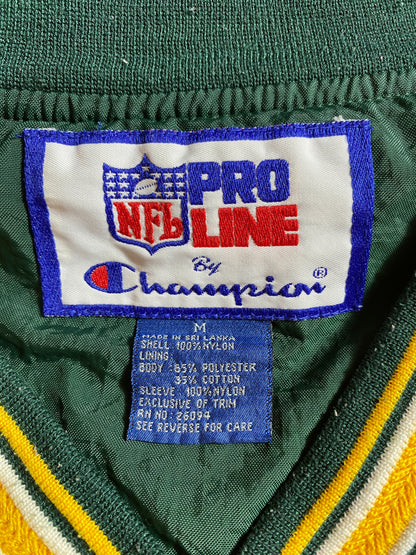 NFL
PRO
LINE
By
Champion®
M
MADE IN SRI LANKA
SHELL 100%NYLON
LINING:
BODY :65% POLYESTER
35% COTTON
SLEEVE :100%NYLON
EXCLUSIVE OF TRIM
RN NO: 26094
SEE REVERSE FOR CARE